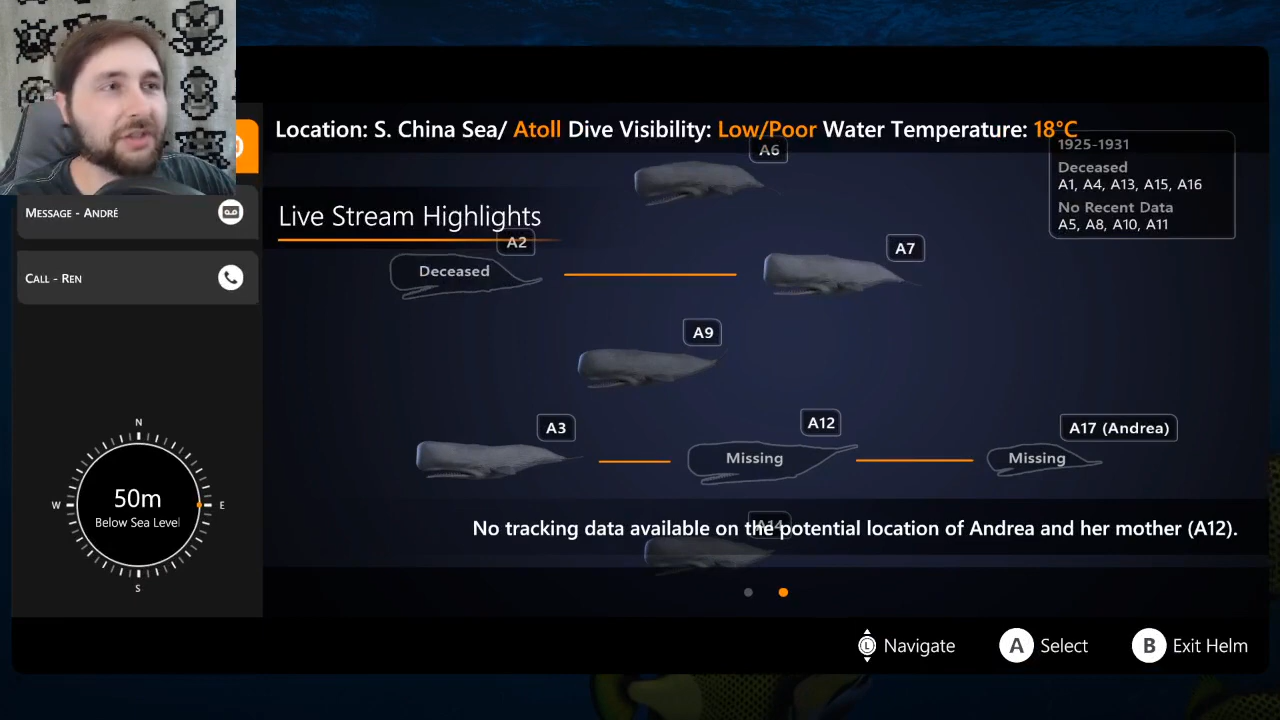 Location: S. China Sea/ Atoll Dive Visibility: Low/Poor Water Temperature: 18°C
1925-1931
Deceased
A1, A4, A13, A15, A16
No Recent Data
A5, A8, A10, A11
A6
MESSAGE - ANDRÉ
Live Stream Highlights
A2
Deceased
A7
CALL - REN
A9
A3
A12
Missing
A17 (Andrea)
Missing
N
W
E
S
50m
Below Sea Level
A14
No tracking data available on the potential location of Andrea and her mother (A12).
L Navigate
A Select
B Exit Helm